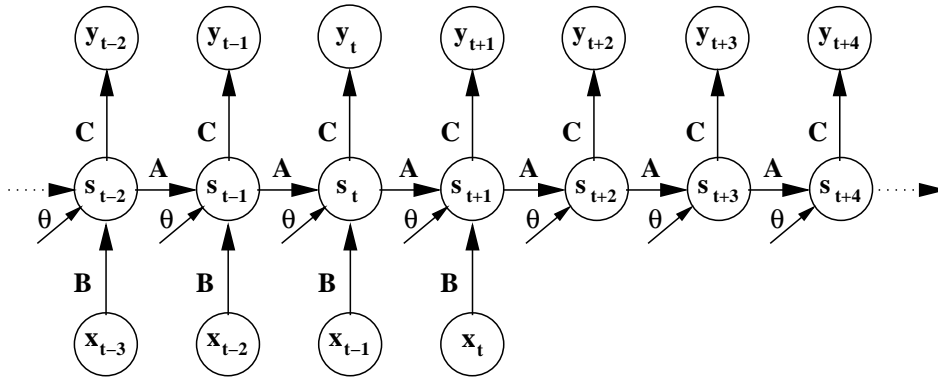 y_{t−2} y_{t−1} y_t y_{t+1} y_{t+2} y_{t+3} y_{t+4}
C C C C C C C
A A A A A A
s_{t−2} s_{t−1} s_t s_{t+1} s_{t+2} s_{t+3} s_{t+4}
θ θ θ θ θ θ θ
B B B B
x_{t−3} x_{t−2} x_{t−1} x_t